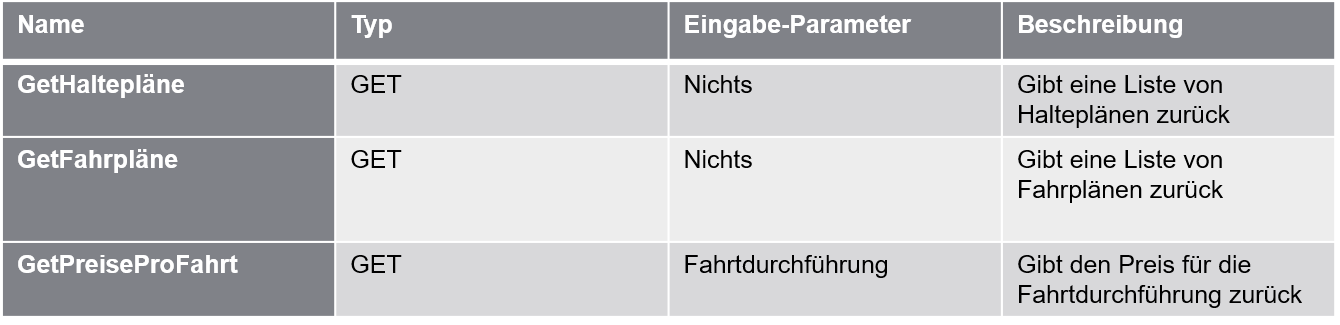 Name Typ Eingabe-Parameter Beschreibung
GetHaltepläne GET Nichts Gibt eine Liste von
Halteplänen zurück
GetFahrpläne GET Nichts Gibt eine Liste von
Fahrplänen zurück
GetPreiseProFahrt GET Fahrtdurchführung Gibt den Preis für die
Fahrtdurchführung zurück